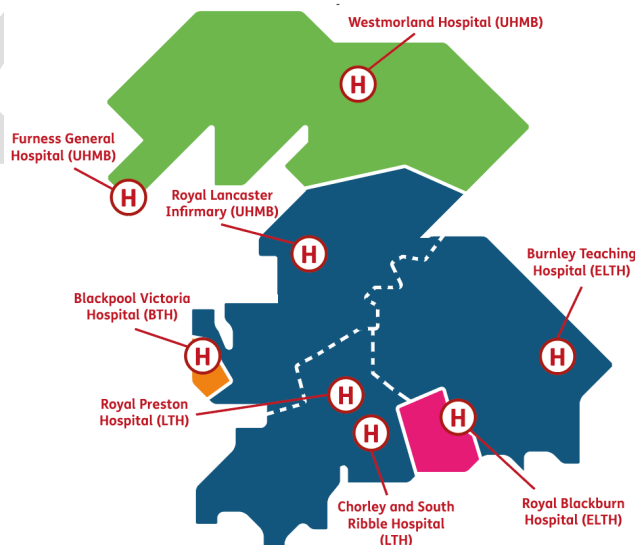 Westmorland Hospital (UHMB)
H
Furness General
Hospital (UHMB)
H
Royal Lancaster
Infirmary (UHMB)
H
Burnley Teaching
Hospital (ELTH)
H
Blackpool Victoria
Hospital (BTH)
H
Royal Preston
Hospital (LTH)
H
H
H
Chorley and South
Ribble Hospital
(LTH)
Royal Blackburn
Hospital (ELTH)